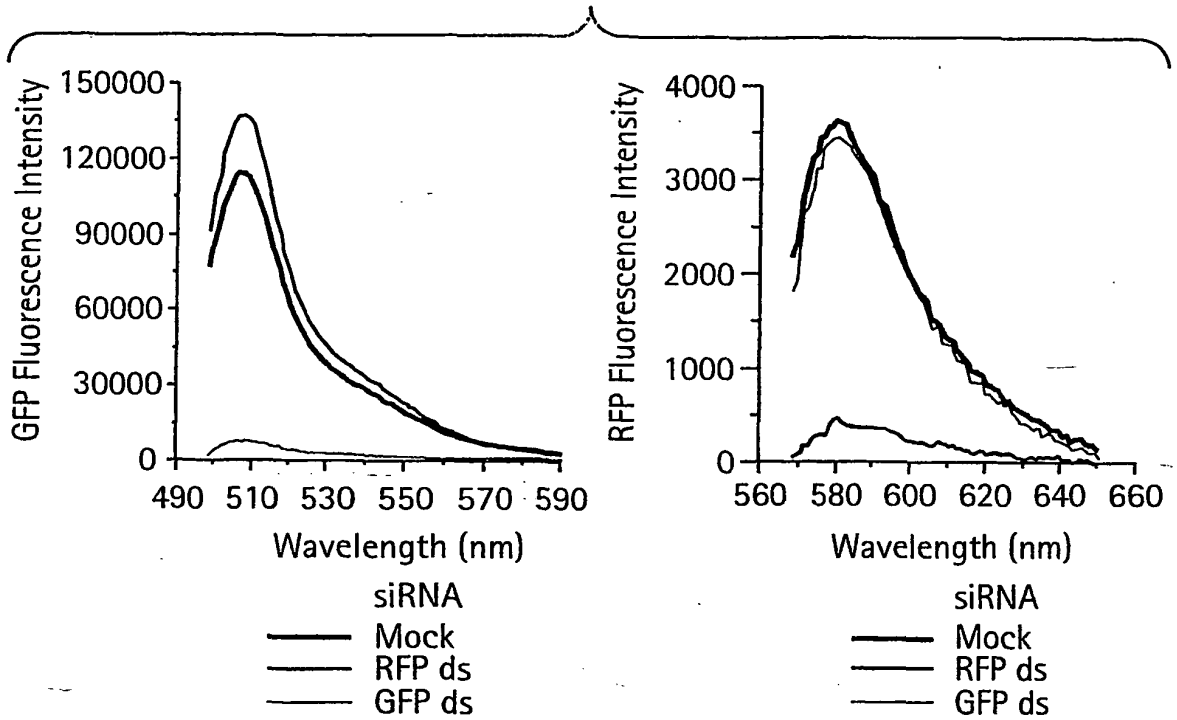 GFP Fluorescence Intensity
150000
120000
90000
60000
30000
0
490 510 530 550 570 590
Wavelength (nm)
siRNA
Mock
RFP ds
GFP ds
RFP Fluorescence Intensity
4000
3000
2000
1000
0
560 580 600 620 640 660
Wavelength (nm)
siRNA
Mock
RFP ds
GFP ds